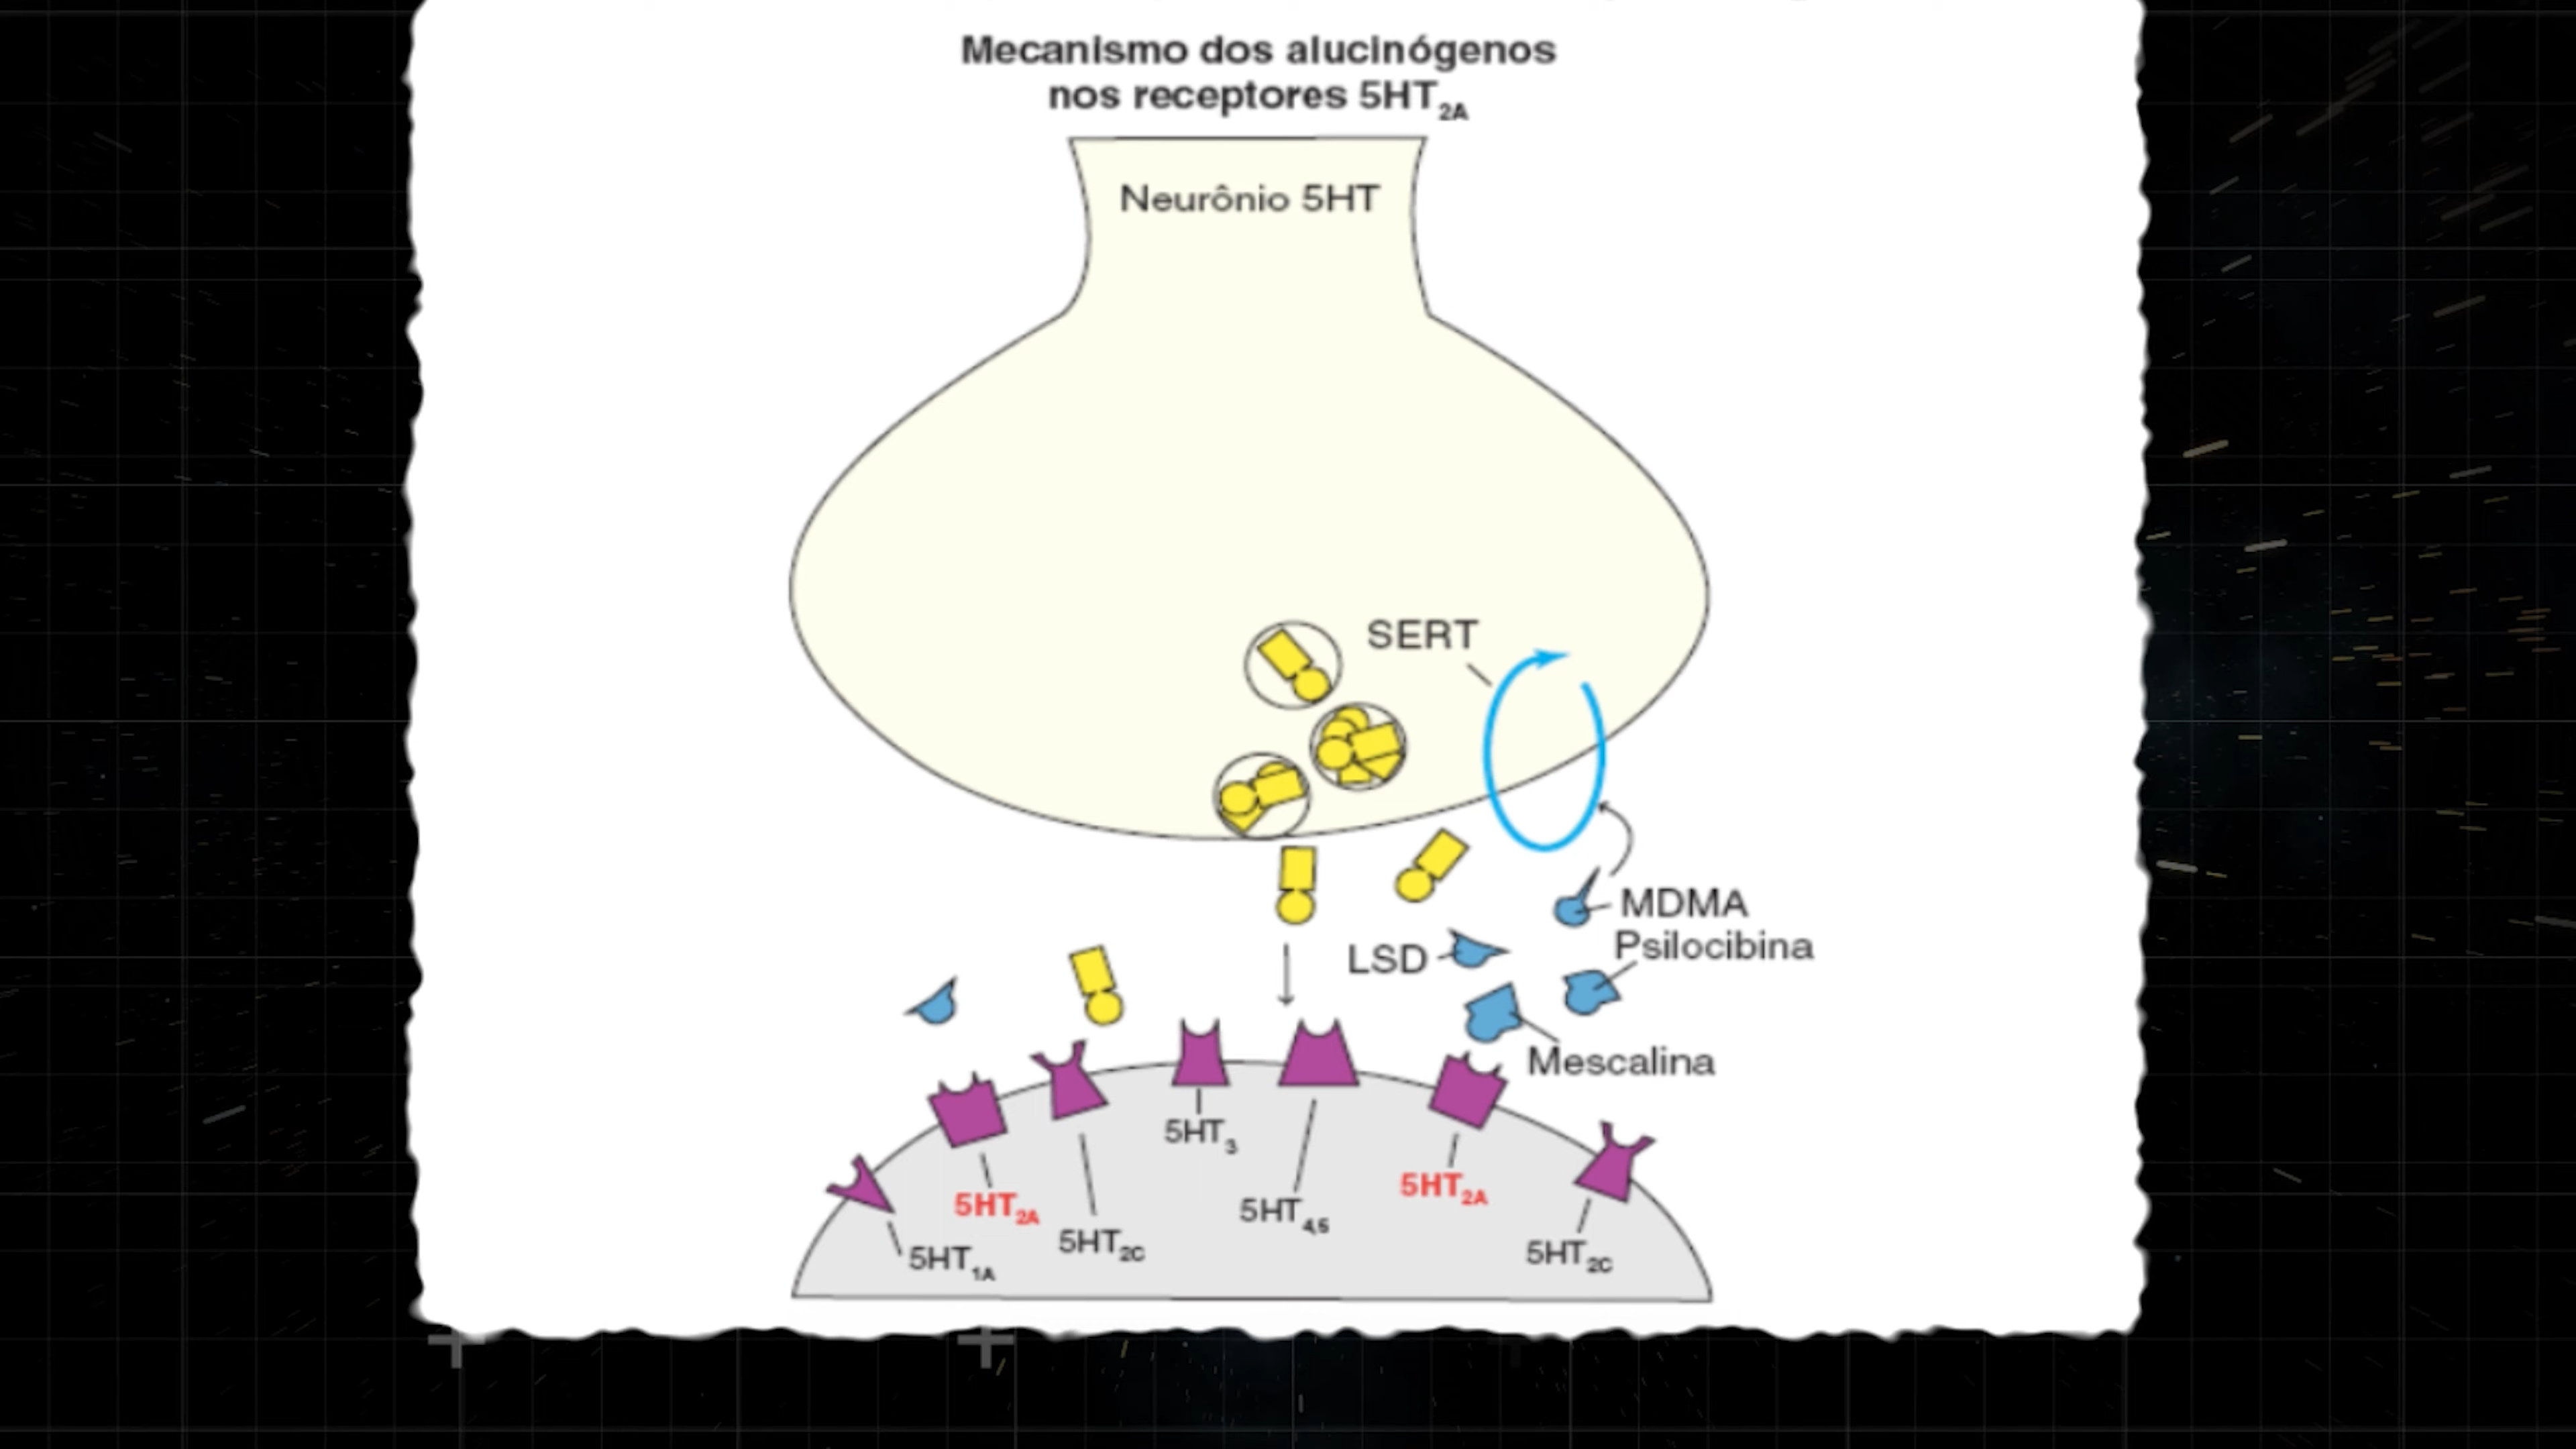 Mecanismo dos alucinógenos
nos receptores 5HT2A
Neurônio 5HT
SERT
MDMA
Psilocibina
LSD
Mescalina
5HT3
5HT2A
5HT2A
5HT4,5
5HT2C
5HT2C
5HT1A